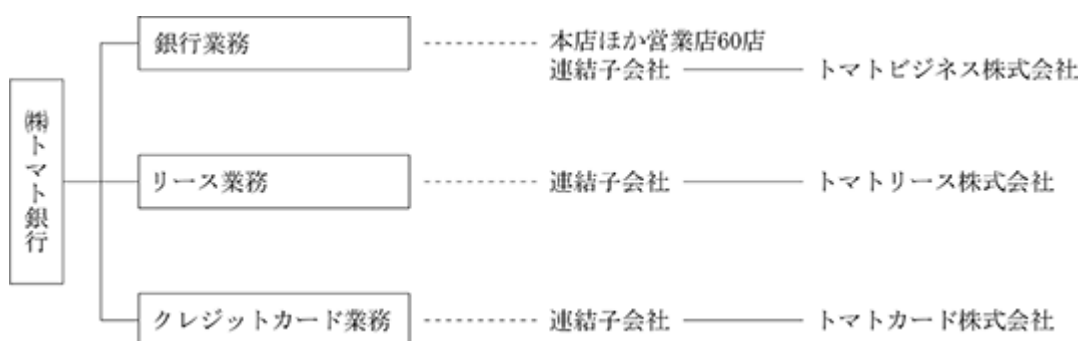 ㈱トマト銀行
銀行業務
本店ほか営業店60店
連結子会社
トマトビジネス株式会社
リース業務
連結子会社
トマトリース株式会社
クレジットカード業務
連結子会社
トマトカード株式会社